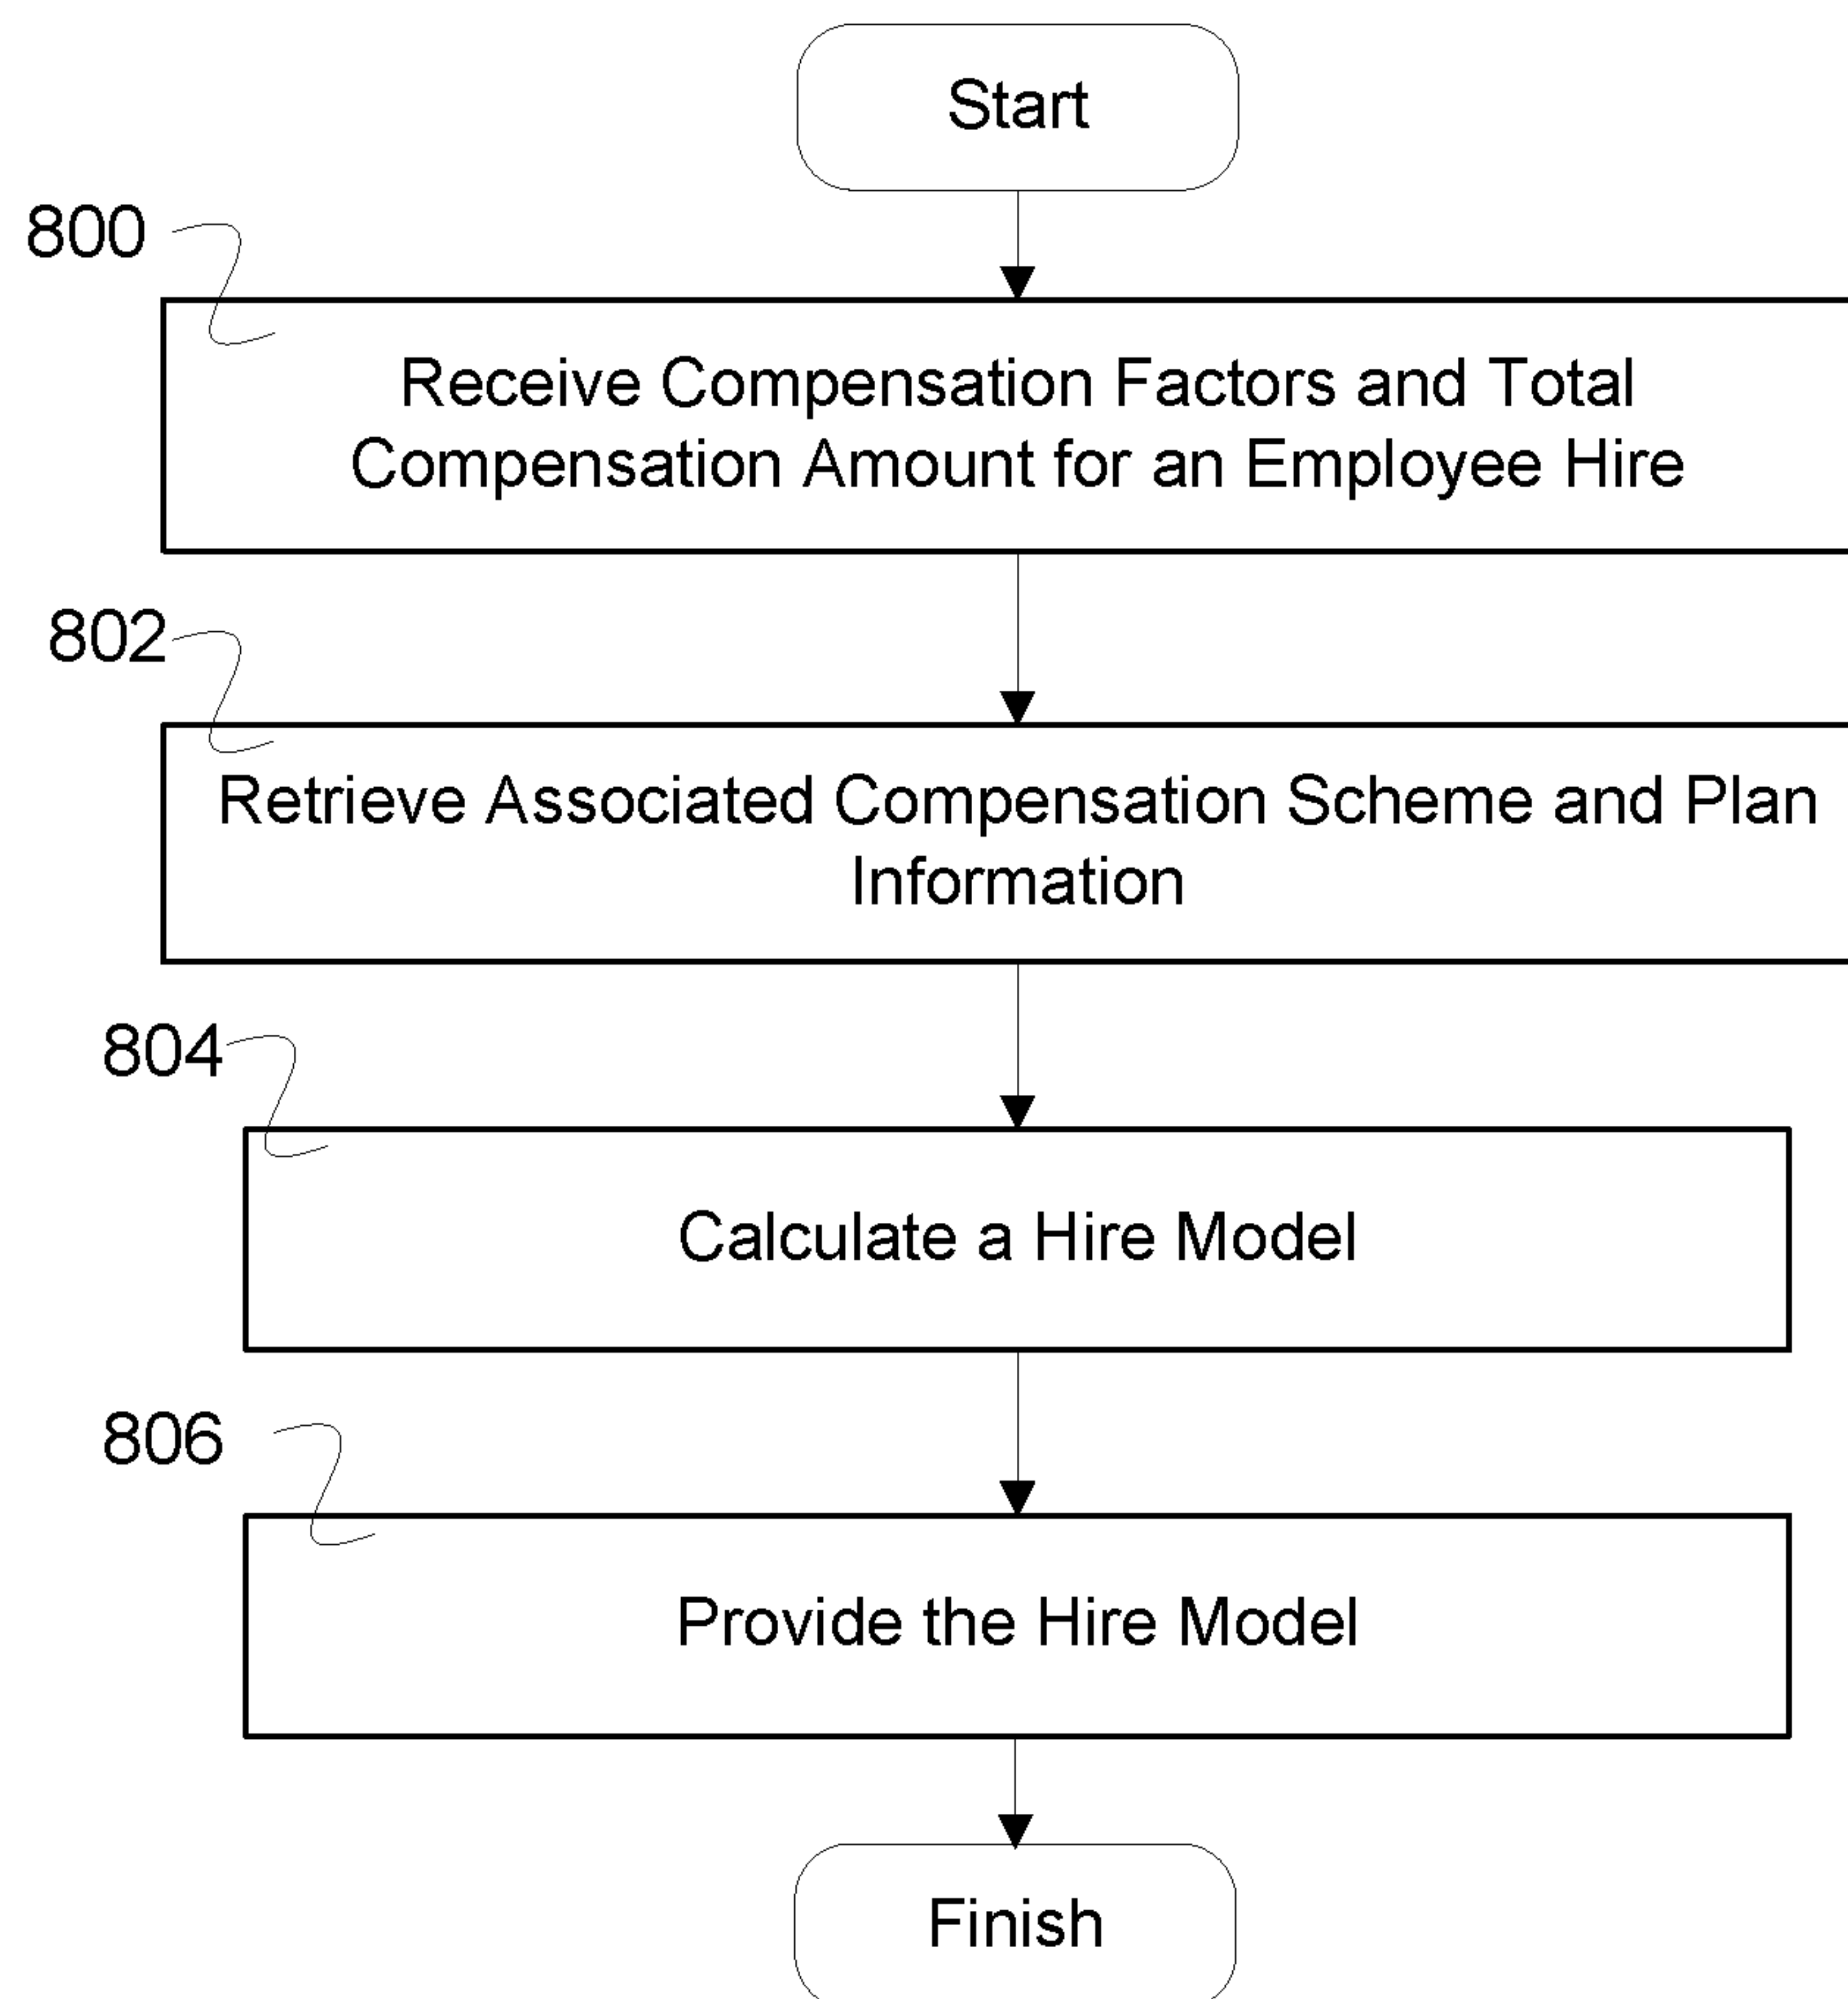 Start
800
Receive Compensation Factors and Total
Compensation Amount for an Employee Hire
802
Retrieve Associated Compensation Scheme and Plan
Information
804
Calculate a Hire Model
806
Provide the Hire Model
Finish